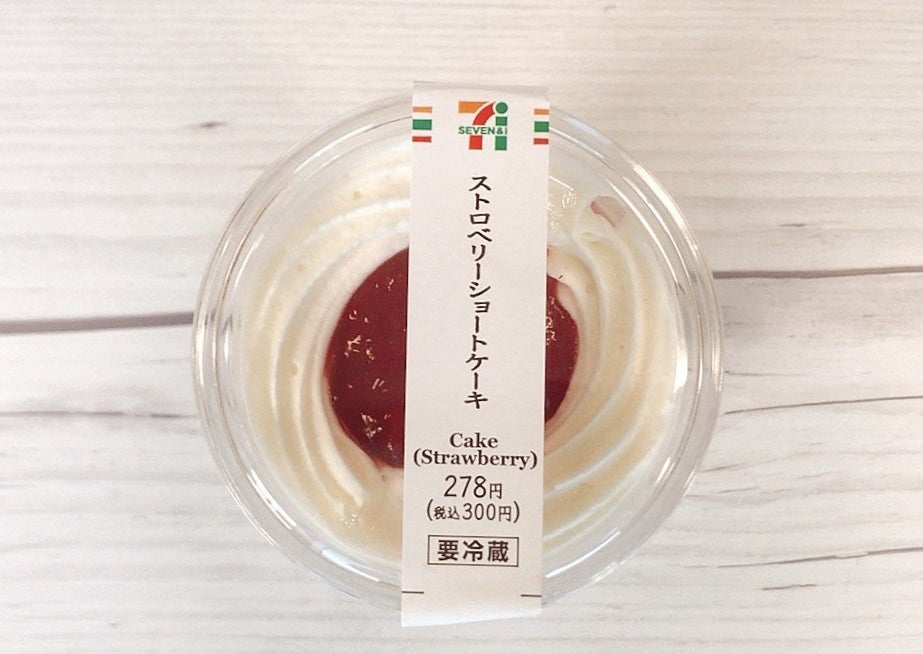 SEVEN&i
ストロベリーショートケーキ
Cake
(Strawberry)
278円
(税込300円)
要冷蔵